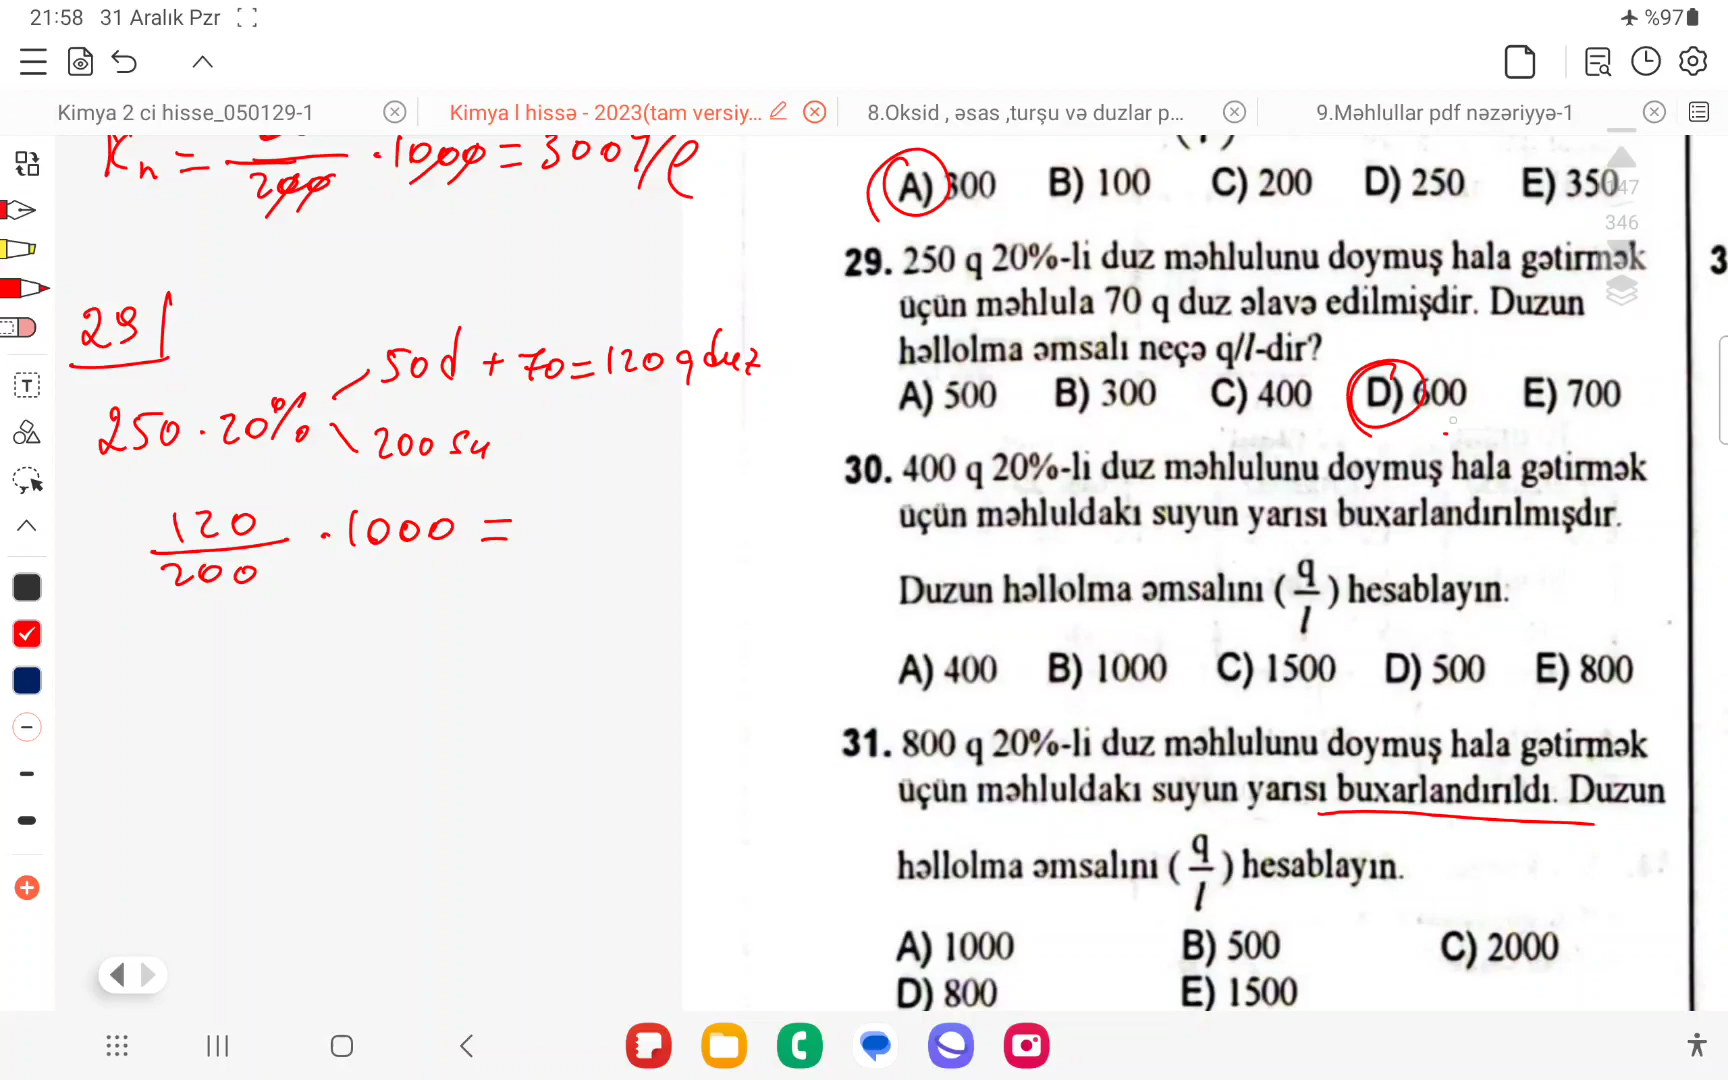 21:58 31 Aralık Pzr
%97
Kimya 2 ci hisse_050129-1
Kimya l hissə - 2023(tam versiy...
8.Oksid , əsas ,turşu və duzlar p...
9.Məhlullar pdf nəzəriyyə-1
200 · 1000 = 300
29
250 · 20%
50d + 70 = 120 q duz
200 su
120
200
· 1000 =
A) 300 B) 100 C) 200 D) 250 E) 350
147
346
29. 250 q 20%-li duz məhlulunu doymuş hala gətirmək
üçün məhlula 70 q duz əlavə edilmişdir. Duzun
həllolma əmsalı neçə q/l-dir?
A) 500 B) 300 C) 400 D) 600 E) 700
30. 400 q 20%-li duz məhlulunu doymuş hala gətirmək
üçün məhluldakı suyun yarısı buxarlandırılmışdır.
Duzun həllolma əmsalını (q/l) hesablayın:
A) 400 B) 1000 C) 1500 D) 500 E) 800
31. 800 q 20%-li duz məhlulunu doymuş hala gətirmək
üçün məhluldakı suyun yarısı buxarlandırıldı. Duzun
həllolma əmsalını (q/l) hesablayın.
A) 1000 B) 500 C) 2000
D) 800 E) 1500
3
T